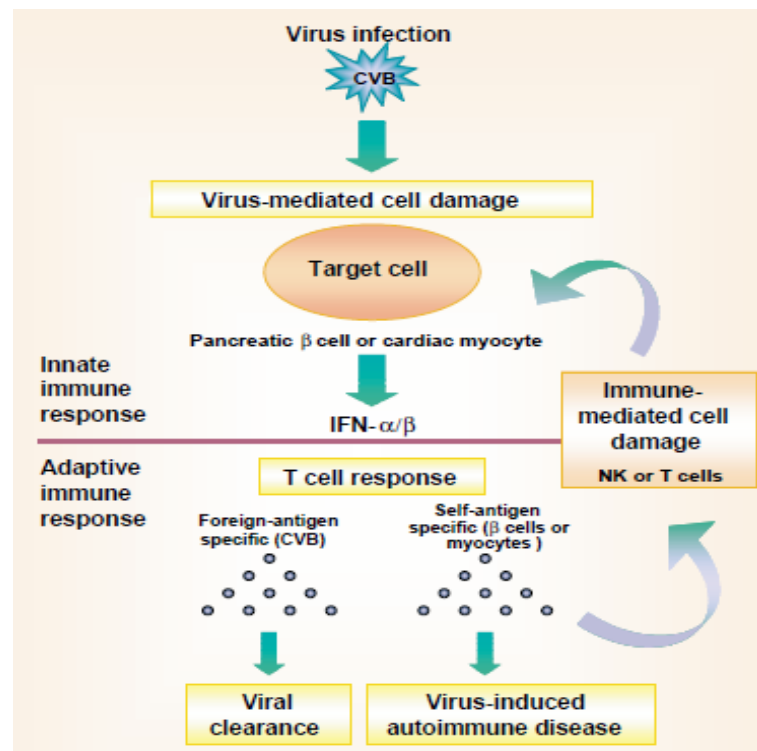 Virus infection
CVB
Virus-mediated cell damage
Target cell
Pancreatic β cell or cardiac myocyte
Innate
immune
response
IFN-α/β
Immune-
mediated cell
damage
NK or T cells
Adaptive
immune
response
T cell response
Foreign-antigen
specific (CVB)
Self-antigen
specific (β cells or
myocytes )
Viral
clearance
Virus-induced
autoimmune disease